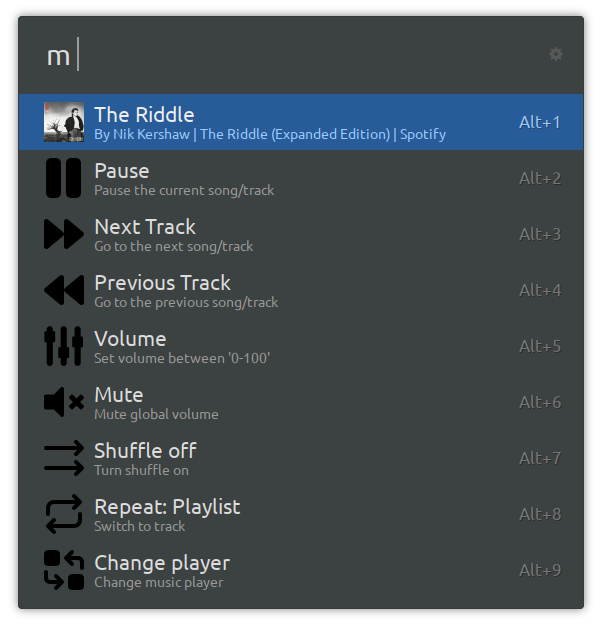 m
The Riddle
Alt+1
By Nik Kershaw | The Riddle (Expanded Edition) | Spotify
Pause
Alt+2
Pause the current song/track
Next Track
Alt+3
Go to the next song/track
Previous Track
Alt+4
Go to the previous song/track
Volume
Alt+5
Set volume between '0-100'
Mute
Alt+6
Mute global volume
Shuffle off
Alt+7
Turn shuffle on
Repeat: Playlist
Alt+8
Switch to track
Change player
Alt+9
Change music player